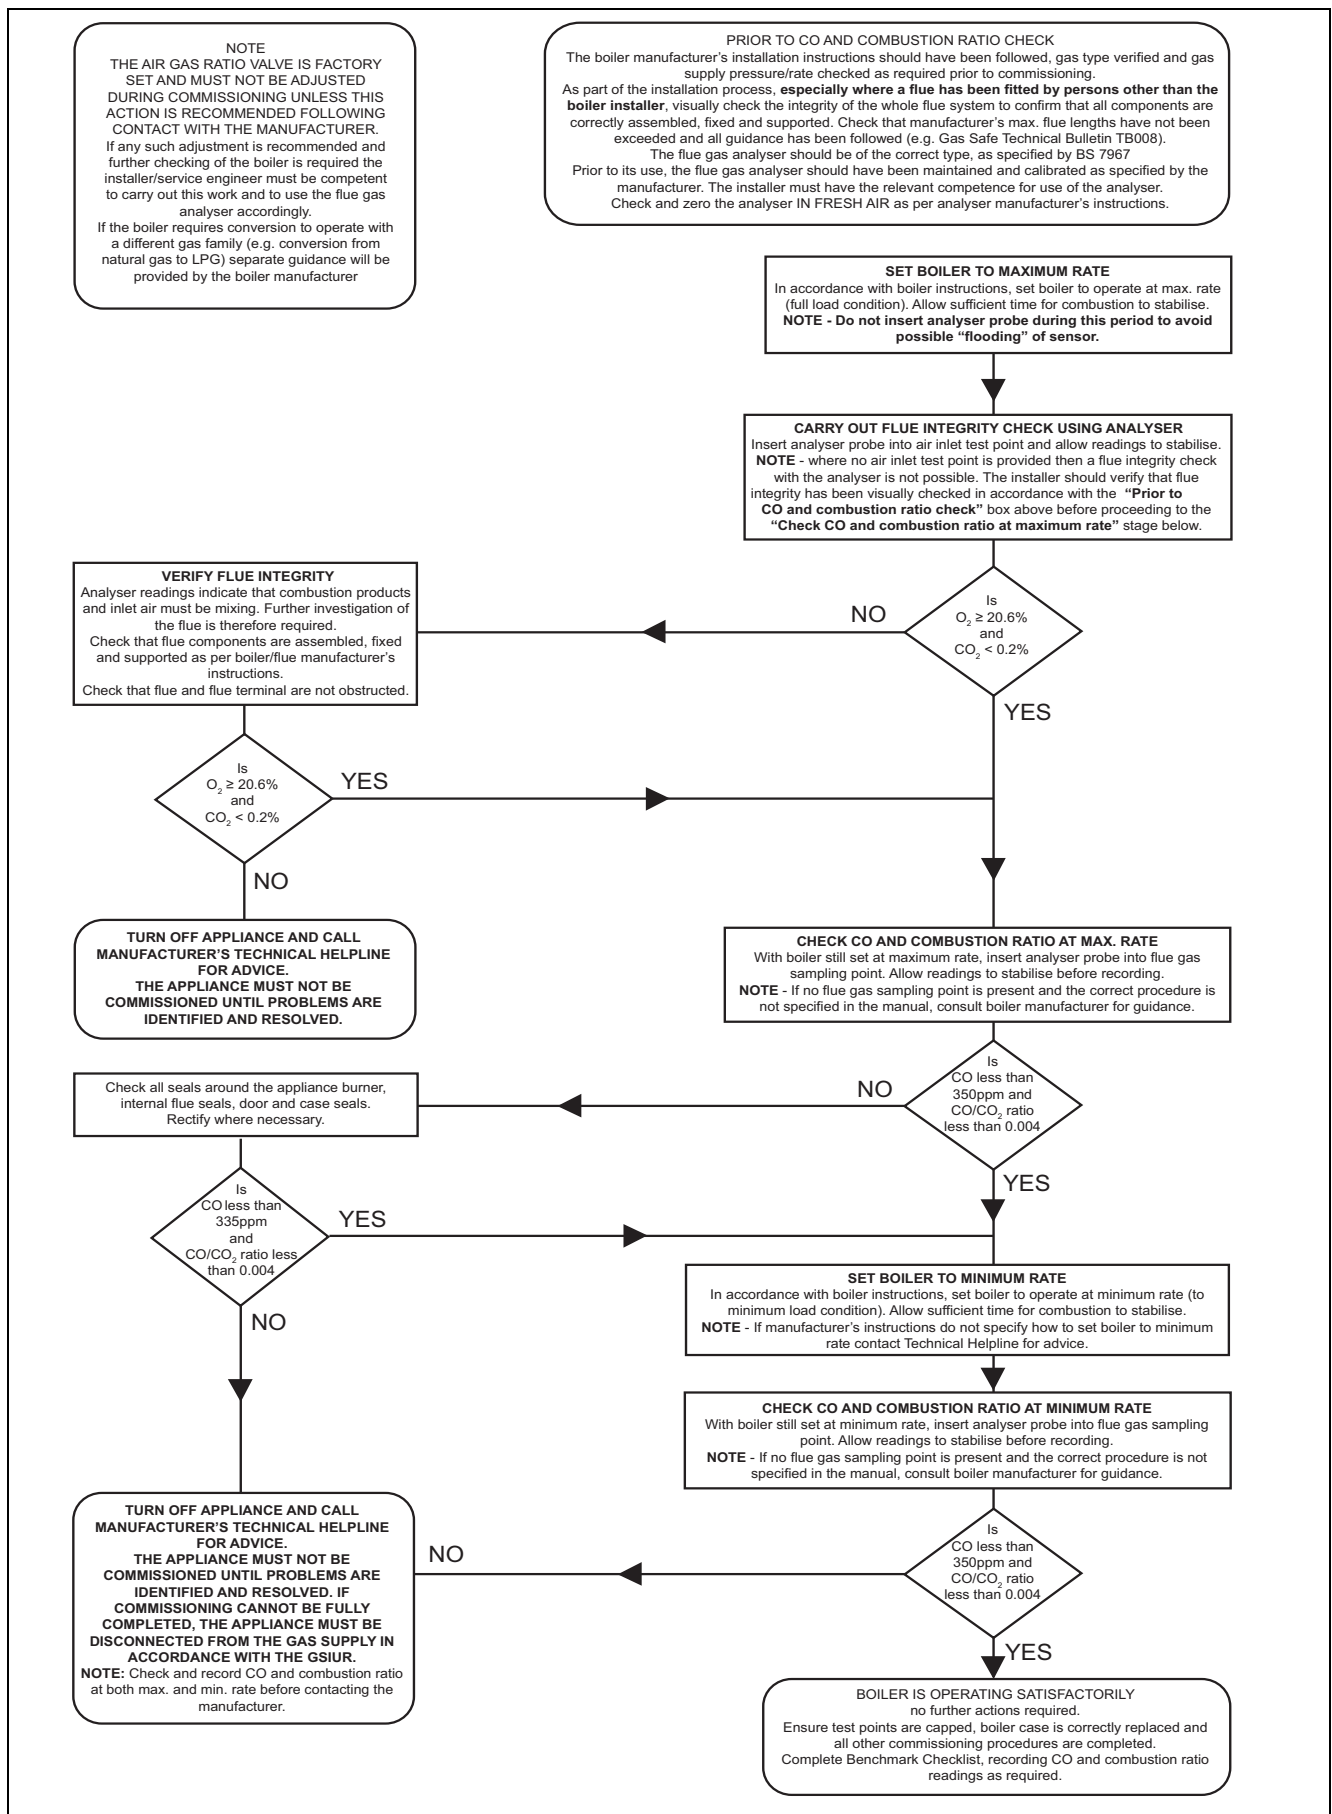 NOTE
THE AIR GAS RATIO VALVE IS FACTORY
SET AND MUST NOT BE ADJUSTED
DURING COMMISSIONING UNLESS THIS
ACTION IS RECOMMENDED FOLLOWING
CONTACT WITH THE MANUFACTURER.
If any such adjustment is recommended and
further checking of the boiler is required the
installer/service engineer must be competent
to carry out this work and to use the flue gas
analyser accordingly.
If the boiler requires conversion to operate with
a different gas family (e.g. conversion from
natural gas to LPG) separate guidance will be
provided by the boiler manufacturer
PRIOR TO CO AND COMBUSTION RATIO CHECK
The boiler manufacturer's installation instructions should have been followed, gas type verified and gas
supply pressure/rate checked as required prior to commissioning.
As part of the installation process, especially where a flue has been fitted by persons other than the
boiler installer, visually check the integrity of the whole flue system to confirm that all components are
correctly assembled, fixed and supported. Check that manufacturer's max. flue lengths have not been
exceeded and all guidance has been followed (e.g. Gas Safe Technical Bulletin TB008).
The flue gas analyser should be of the correct type, as specified by BS 7967
Prior to its use, the flue gas analyser should have been maintained and calibrated as specified by the
manufacturer. The installer must have the relevant competence for use of the analyser.
Check and zero the analyser IN FRESH AIR as per analyser manufacturer's instructions.
SET BOILER TO MAXIMUM RATE
In accordance with boiler instructions, set boiler to operate at max. rate
(full load condition). Allow sufficient time for combustion to stabilise.
NOTE - Do not insert analyser probe during this period to avoid
possible “flooding” of sensor.
CARRY OUT FLUE INTEGRITY CHECK USING ANALYSER
Insert analyser probe into air inlet test point and allow readings to stabilise.
NOTE - where no air inlet test point is provided then a flue integrity check
with the analyser is not possible. The installer should verify that flue
integrity has been visually checked in accordance with the “Prior to
CO and combustion ratio check” box above before proceeding to the
“Check CO and combustion ratio at maximum rate” stage below.
VERIFY FLUE INTEGRITY
Analyser readings indicate that combustion products
and inlet air must be mixing. Further investigation of
the flue is therefore required.
Check that flue components are assembled, fixed
and supported as per boiler/flue manufacturer's
instructions.
Check that flue and flue terminal are not obstructed.
NO
Is
O₂ ≥ 20.6%
and
CO₂ < 0.2%
YES
Is
O₂ ≥ 20.6%
and
CO₂ < 0.2%
YES
NO
TURN OFF APPLIANCE AND CALL
MANUFACTURER'S TECHNICAL HELPLINE
FOR ADVICE.
THE APPLIANCE MUST NOT BE
COMMISSIONED UNTIL PROBLEMS ARE
IDENTIFIED AND RESOLVED.
CHECK CO AND COMBUSTION RATIO AT MAX. RATE
With boiler still set at maximum rate, insert analyser probe into flue gas
sampling point. Allow readings to stabilise before recording.
NOTE - If no flue gas sampling point is present and the correct procedure is
not specified in the manual, consult boiler manufacturer for guidance.
Check all seals around the appliance burner,
internal flue seals, door and case seals.
Rectify where necessary.
NO
Is
CO less than
350ppm and
CO/CO₂ ratio
less than 0.004
YES
Is
CO less than
335ppm
and
CO/CO₂ ratio less
than 0.004
YES
NO
SET BOILER TO MINIMUM RATE
In accordance with boiler instructions, set boiler to operate at minimum rate (to
minimum load condition). Allow sufficient time for combustion to stabilise.
NOTE - If manufacturer's instructions do not specify how to set boiler to minimum
rate contact Technical Helpline for advice.
CHECK CO AND COMBUSTION RATIO AT MINIMUM RATE
With boiler still set at minimum rate, insert analyser probe into flue gas sampling
point. Allow readings to stabilise before recording.
NOTE - If no flue gas sampling point is present and the correct procedure is not
specified in the manual, consult boiler manufacturer for guidance.
TURN OFF APPLIANCE AND CALL
MANUFACTURER'S TECHNICAL HELPLINE
FOR ADVICE.
THE APPLIANCE MUST NOT BE
COMMISSIONED UNTIL PROBLEMS ARE
IDENTIFIED AND RESOLVED. IF
COMMISSIONING CANNOT BE FULLY
COMPLETED, THE APPLIANCE MUST BE
DISCONNECTED FROM THE GAS SUPPLY IN
ACCORDANCE WITH THE GSIUR.
NOTE: Check and record CO and combustion ratio
at both max. and min. rate before contacting the
manufacturer.
NO
Is
CO less than
350ppm and
CO/CO₂ ratio
less than 0.004
YES
BOILER IS OPERATING SATISFACTORILY
no further actions required.
Ensure test points are capped, boiler case is correctly replaced and
all other commissioning procedures are completed.
Complete Benchmark Checklist, recording CO and combustion ratio
readings as required.